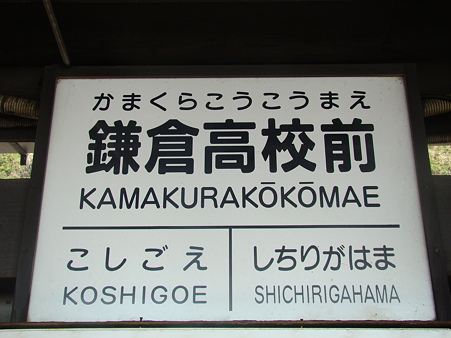 かまくらこうこうまえ
鎌倉高校前
KAMAKURAKŌKŌMAE
こしごえ しちりがはま
KOSHIGOE SHICHIRIGAHAMA